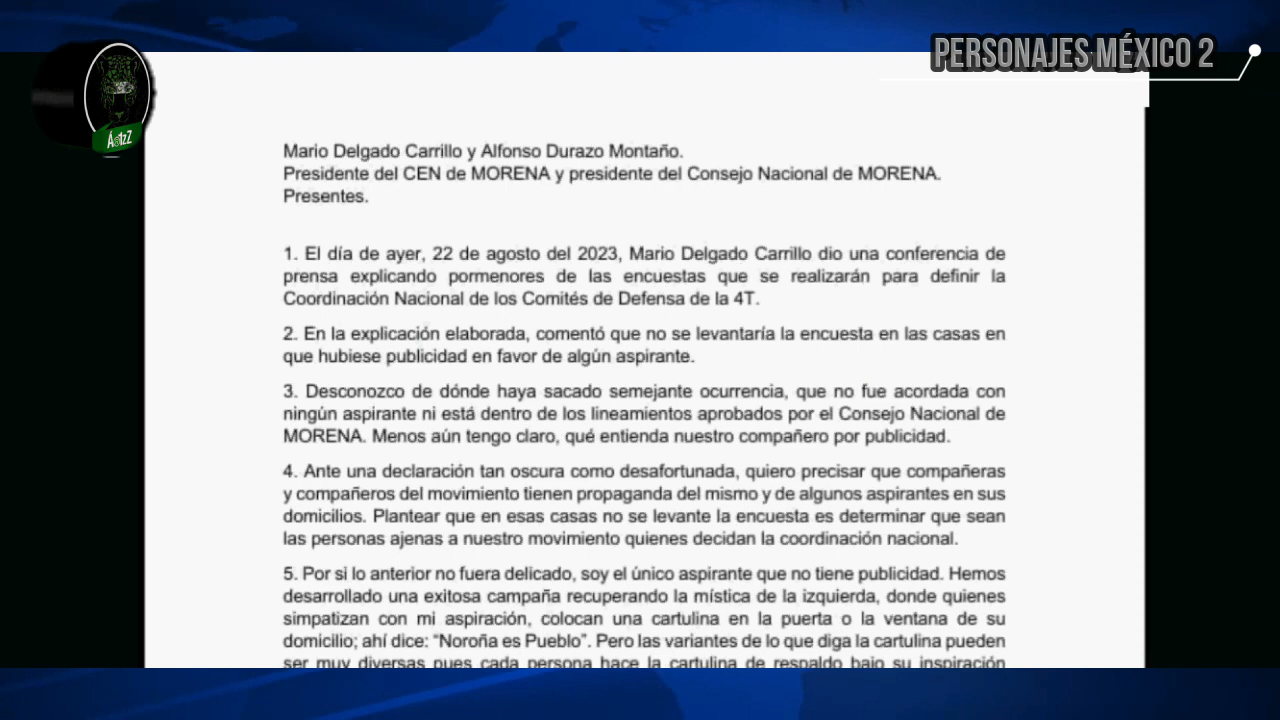 PERSONAJES MÉXICO 2
Mario Delgado Carrillo y Alfonso Durazo Montaño.
Presidente del CEN de MORENA y presidente del Consejo Nacional de MORENA.
Presentes.
1. El día de ayer, 22 de agosto del 2023, Mario Delgado Carrillo dio una conferencia de
prensa explicando pormenores de las encuestas que se realizarán para definir la
Coordinación Nacional de los Comités de Defensa de la 4T.
2. En la explicación elaborada, comentó que no se levantaría la encuesta en las casas en
que hubiese publicidad en favor de algún aspirante.
3. Desconozco de dónde haya sacado semejante ocurrencia, que no fue acordada con
ningún aspirante ni está dentro de los lineamientos aprobados por el Consejo Nacional de
MORENA. Menos aún tengo claro, qué entienda nuestro compañero por publicidad.
4. Ante una declaración tan oscura como desafortunada, quiero precisar que compañeras
y compañeros del movimiento tienen propaganda del mismo y de algunos aspirantes en sus
domicilios. Plantear que en esas casas no se levante la encuesta es determinar que sean
las personas ajenas a nuestro movimiento quienes decidan la coordinación nacional.
5. Por si lo anterior no fuera delicado, soy el único aspirante que no tiene publicidad. Hemos
desarrollado una exitosa campaña recuperando la mística de la izquierda, donde quienes
simpatizan con mi aspiración, colocan una cartulina en la puerta o la ventana de su
domicilio; ahí dice: “Noroña es Pueblo”. Pero las variantes de lo que diga la cartulina pueden
ser muy diversas pues cada persona hace la cartulina de respaldo bajo su inspiración